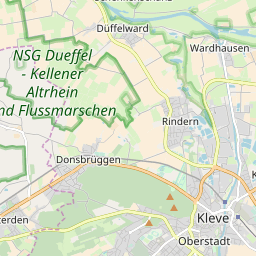 Düffelward
NSG Dueffel
- Kellener
Altrhein
nd Flussmarschen
Wardhausen
Rindern
Donsbrüggen
Kleve
erden
Oberstadt